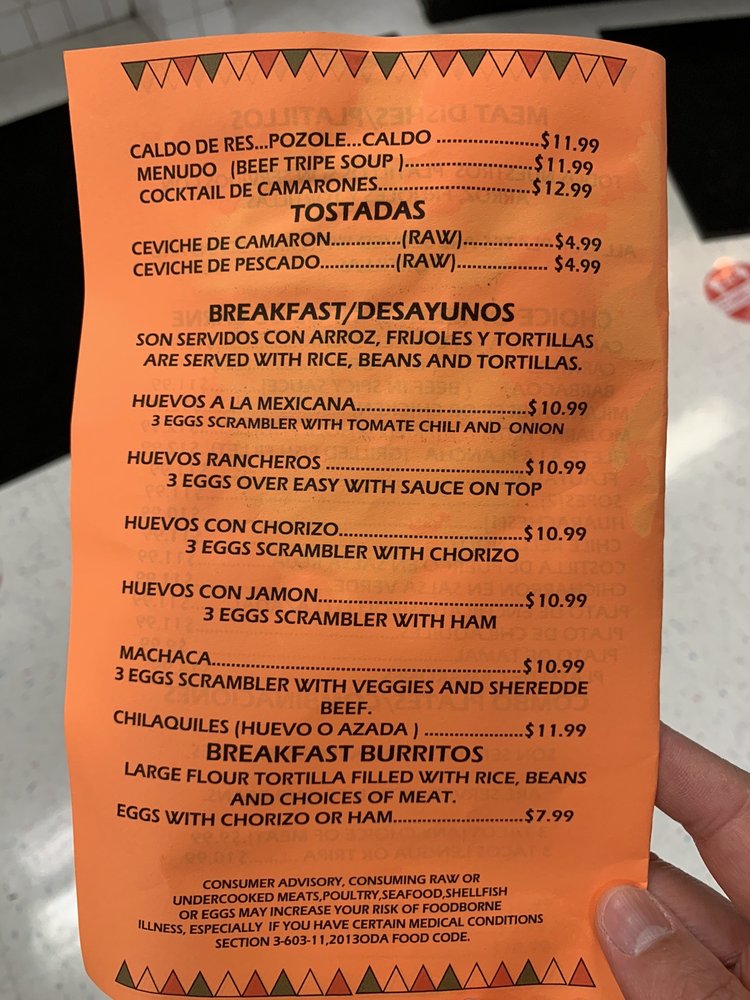 CALDO DE RES...POZOLE...CALDO ......................$11.99
MENUDO (BEEF TRIPE SOUP )............................$11.99
COCKTAIL DE CAMARONES.................................$12.99
TOSTADAS
CEVICHE DE CAMARON.............(RAW).................$4.99
CEVICHE DE PESCADO..............(RAW)................. $4.99
BREAKFAST/DESAYUNOS
SON SERVIDOS CON ARROZ, FRIJOLES Y TORTILLAS
ARE SERVED WITH RICE, BEANS AND TORTILLAS.
HUEVOS A LA MEXICANA.....................................$10.99
3 EGGS SCRAMBLER WITH TOMATE CHILI AND ONION
HUEVOS RANCHEROS ...........................................$10.99
3 EGGS OVER EASY WITH SAUCE ON TOP
HUEVOS CON CHORIZO........................................$10.99
3 EGGS SCRAMBLER WITH CHORIZO
HUEVOS CON JAMON............................................$10.99
3 EGGS SCRAMBLER WITH HAM
MACHACA.................................................................$10.99
3 EGGS SCRAMBLER WITH VEGGIES AND SHEREDDE
BEEF.
CHILAQUILES (HUEVO O AZADA ) .....................$11.99
BREAKFAST BURRITOS
LARGE FLOUR TORTILLA FILLED WITH RICE, BEANS
AND CHOICES OF MEAT.
EGGS WITH CHORIZO OR HAM...........................$7.99
CONSUMER ADVISORY, CONSUMING RAW OR
UNDERCOOKED MEATS,POULTRY,SEAFOOD,SHELLFISH
OR EGGS MAY INCREASE YOUR RISK OF FOODBORNE
ILLNESS, ESPECIALLY IF YOU HAVE CERTAIN MEDICAL CONDITIONS
SECTION 3-603-11,2013ODA FOOD CODE.